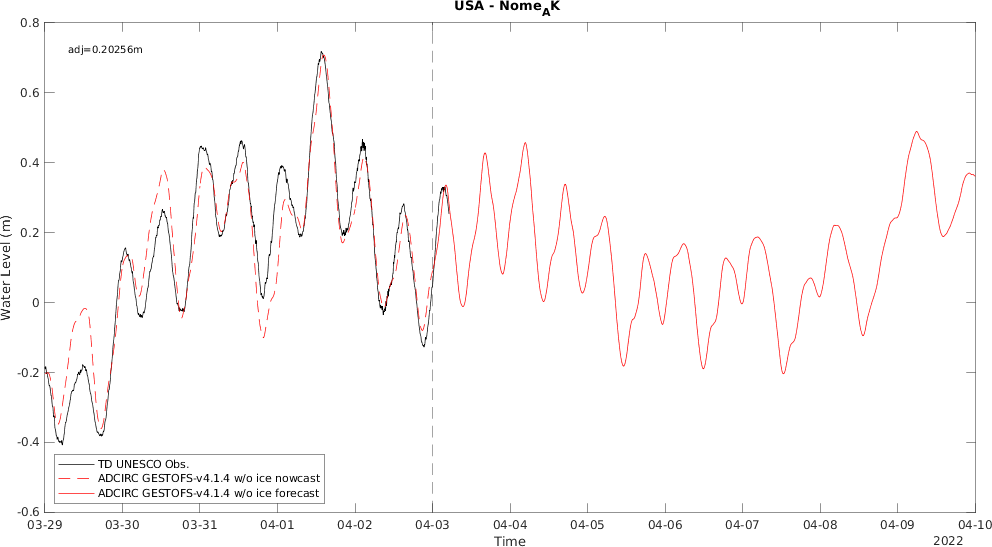 USA - Nome_AK
adj=0.20256m
Water Level (m)
0.8
0.6
0.4
0.2
0
-0.2
-0.4
-0.6
TD UNESCO Obs.
ADCIRC GESTOFS-v4.1.4 w/o ice nowcast
ADCIRC GESTOFS-v4.1.4 w/o ice forecast
03-29 03-30 03-31 04-01 04-02 04-03 04-04 04-05 04-06 04-07 04-08 04-09 04-10
Time
2022